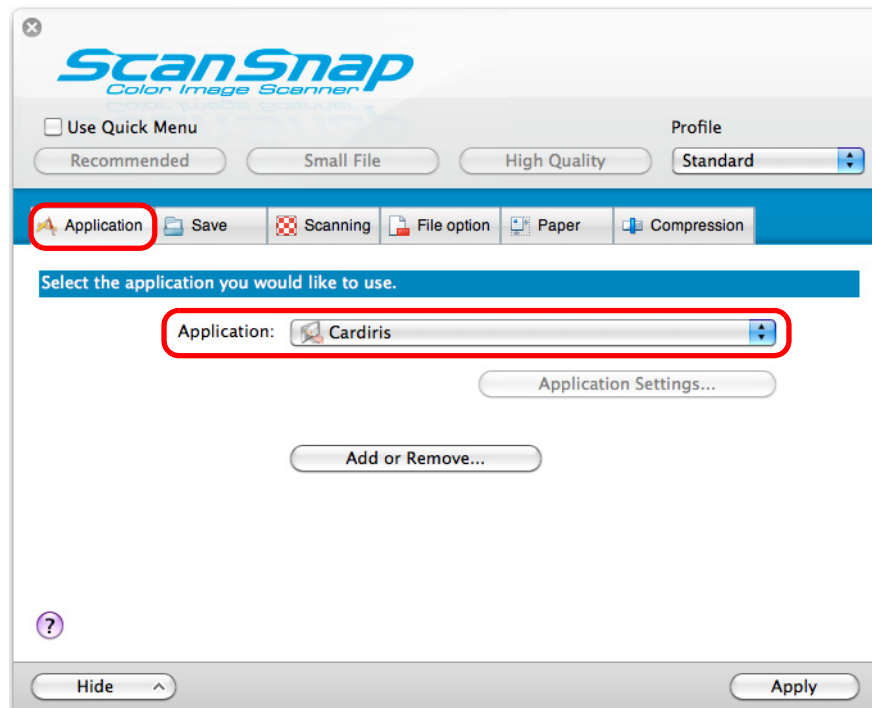 ScanSnap
Color Image Scanner
Use Quick Menu
Profile
Recommended Small File High Quality Standard
Application Save Scanning File option Paper Compression
Select the application you would like to use.
Application: Cardiris
Application Settings...
Add or Remove...
?
Hide Apply